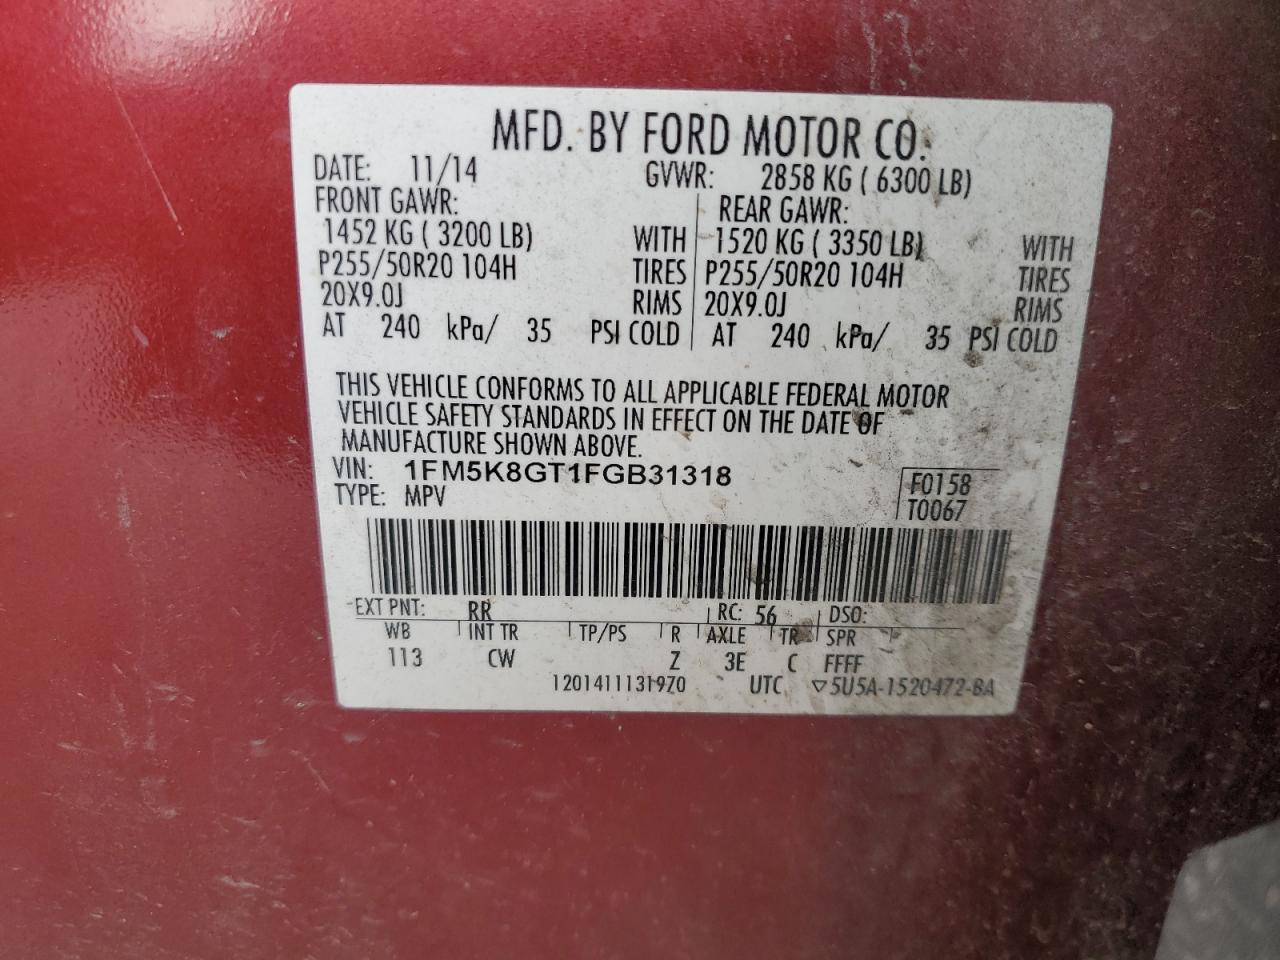 MFD. BY FORD MOTOR CO.
DATE: 11/14 GVWR: 2858 KG ( 6300 LB)
FRONT GAWR: REAR GAWR:
1452 KG ( 3200 LB) WITH 1520 KG ( 3350 LB) WITH
P255/50R20 104H TIRES P255/50R20 104H TIRES
20X9.0J RIMS 20X9.0J RIMS
AT 240 kPa/ 35 PSI COLD AT 240 kPa/ 35 PSI COLD
THIS VEHICLE CONFORMS TO ALL APPLICABLE FEDERAL MOTOR
VEHICLE SAFETY STANDARDS IN EFFECT ON THE DATE OF
MANUFACTURE SHOWN ABOVE.
VIN: 1FM5K8GT1FGB31318 F0158
TYPE: MPV T0067
EXT PNT: RR RC: 56 DSO:
WB INT TR TP/PS R AXLE TR SPR
113 CW Z 3E C FFFF
12014111319Z0 UTC ▽5U5A-1520472-BA